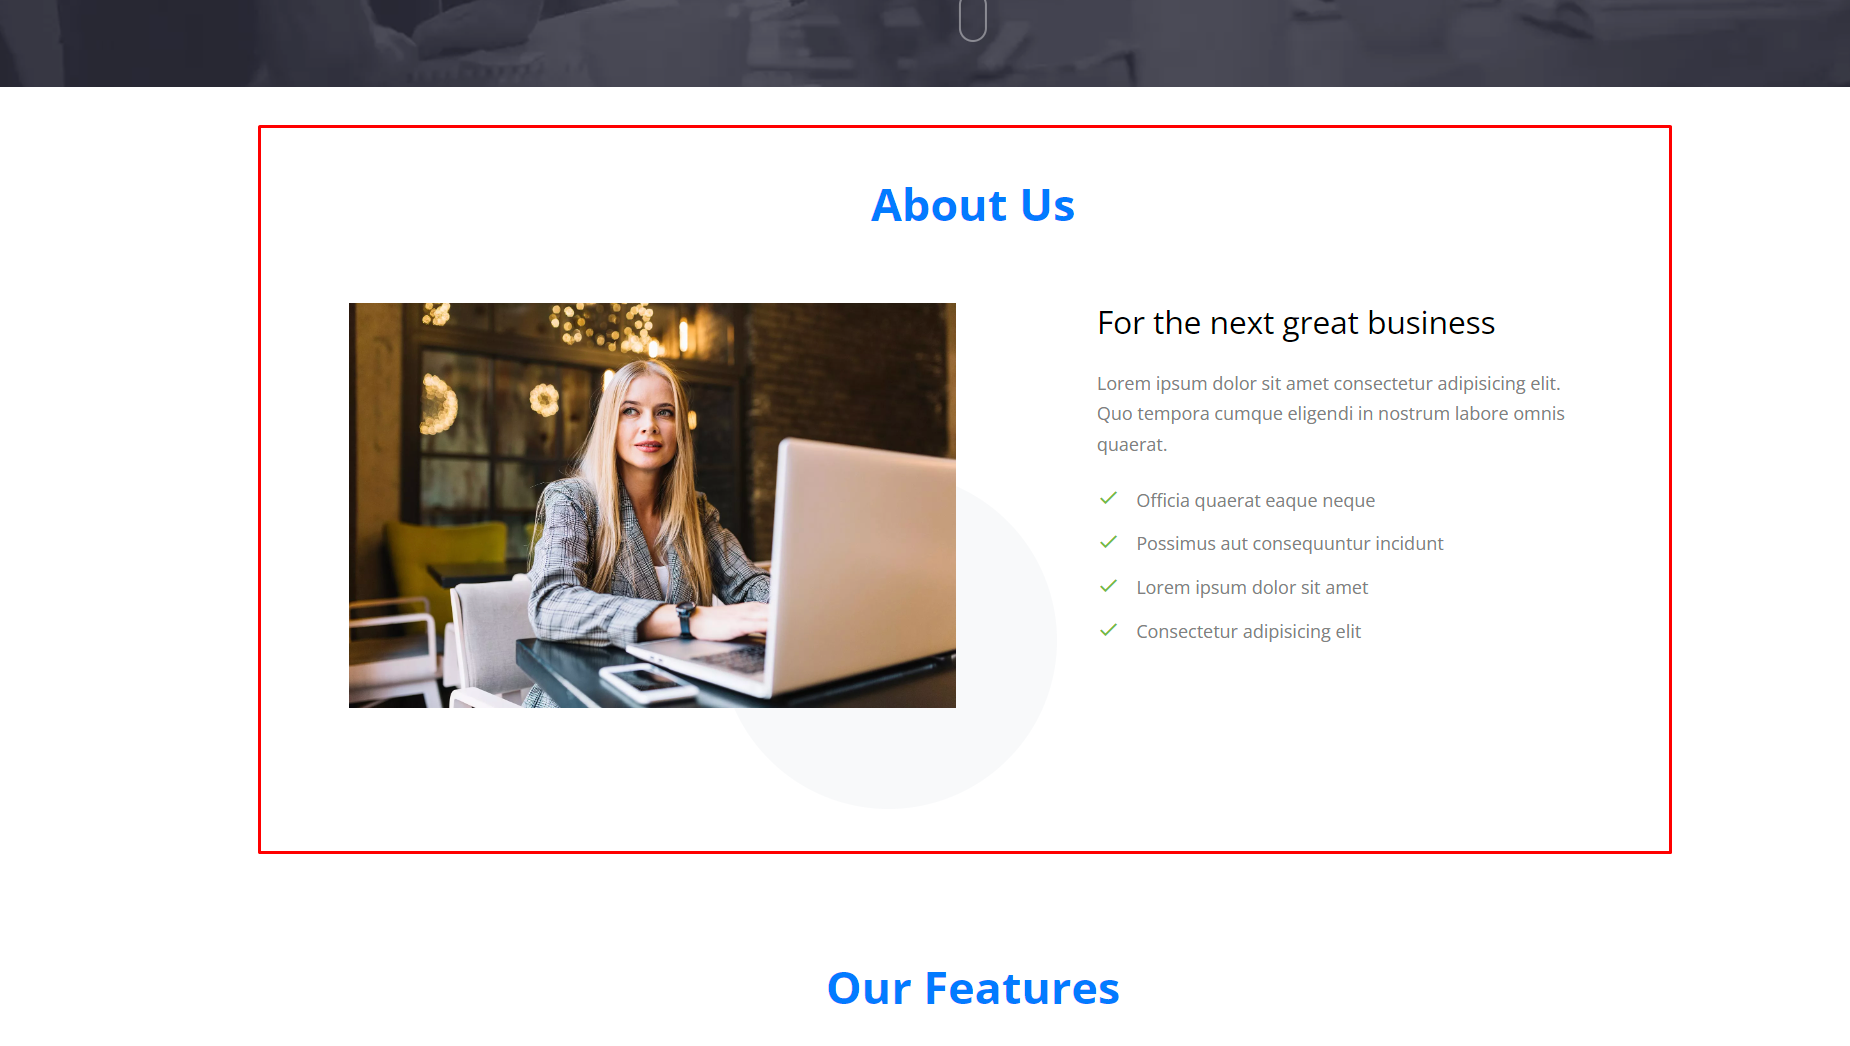 About Us
For the next great business
Lorem ipsum dolor sit amet consectetur adipisicing elit.
Quo tempora cumque eligendi in nostrum labore omnis
quaerat.
Officia quaerat eaque neque
Possimus aut consequuntur incidunt
Lorem ipsum dolor sit amet
Consectetur adipisicing elit
Our Features